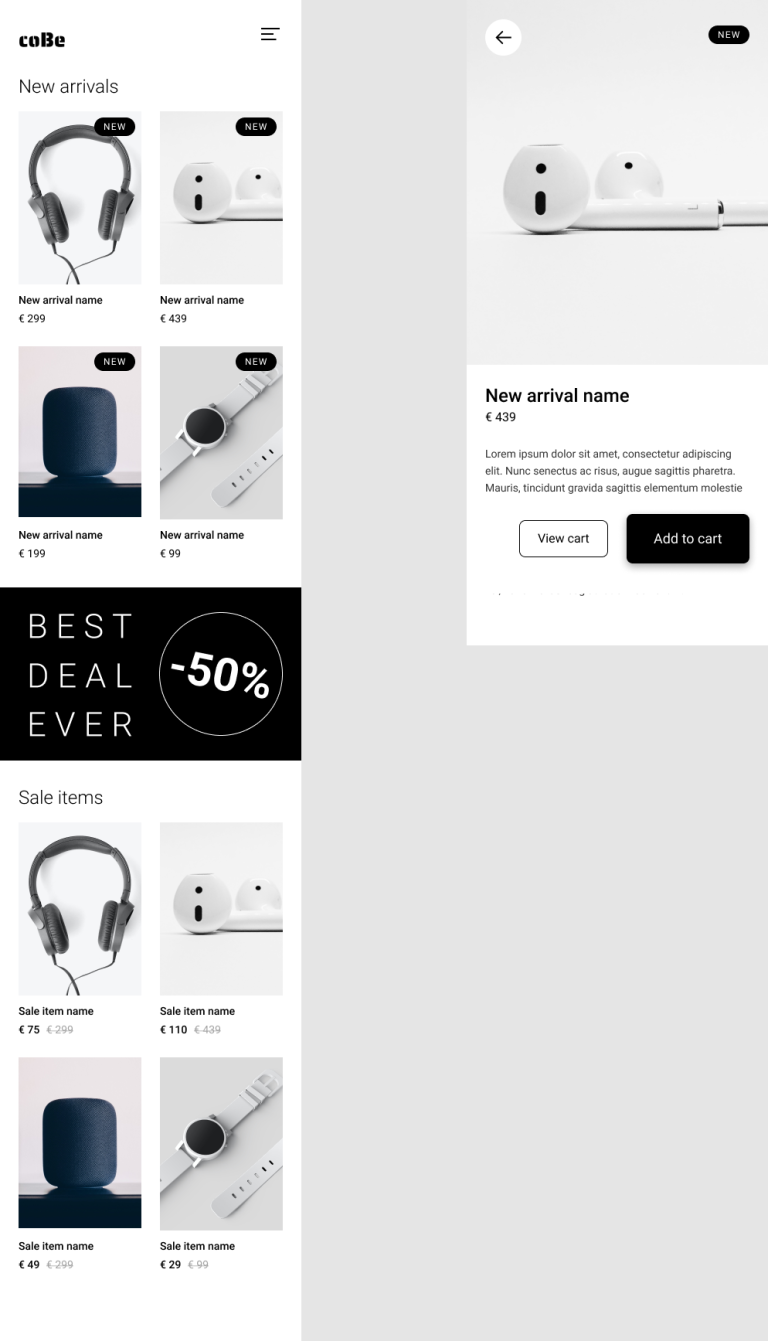 coBe
New arrivals
NEW
NEW
New arrival name
New arrival name
€ 299
€ 439
NEW
NEW
New arrival name
New arrival name
€ 199
€ 99
BEST
DEAL
EVER
-50%
Sale items
Sale item name
Sale item name
€ 75 € 299
€ 110 € 439
Sale item name
Sale item name
€ 49 € 299
€ 29 € 99
NEW
New arrival name
€ 439
Lorem ipsum dolor sit amet, consectetur adipiscing
elit. Nunc senectus ac risus, augue sagittis pharetra.
Mauris, tincidunt gravida sagittis elementum molestie
View cart
Add to cart